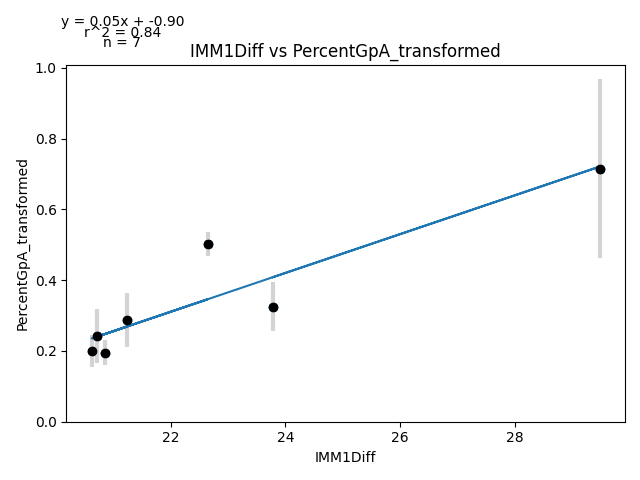 y = 0.05x + -0.90
r^2 = 0.84
n = 7
IMM1Diff vs PercentGpA_transformed
1.0
0.8
0.6
0.4
0.2
0.0
PercentGpA_transformed
22
24
26
28
IMM1Diff